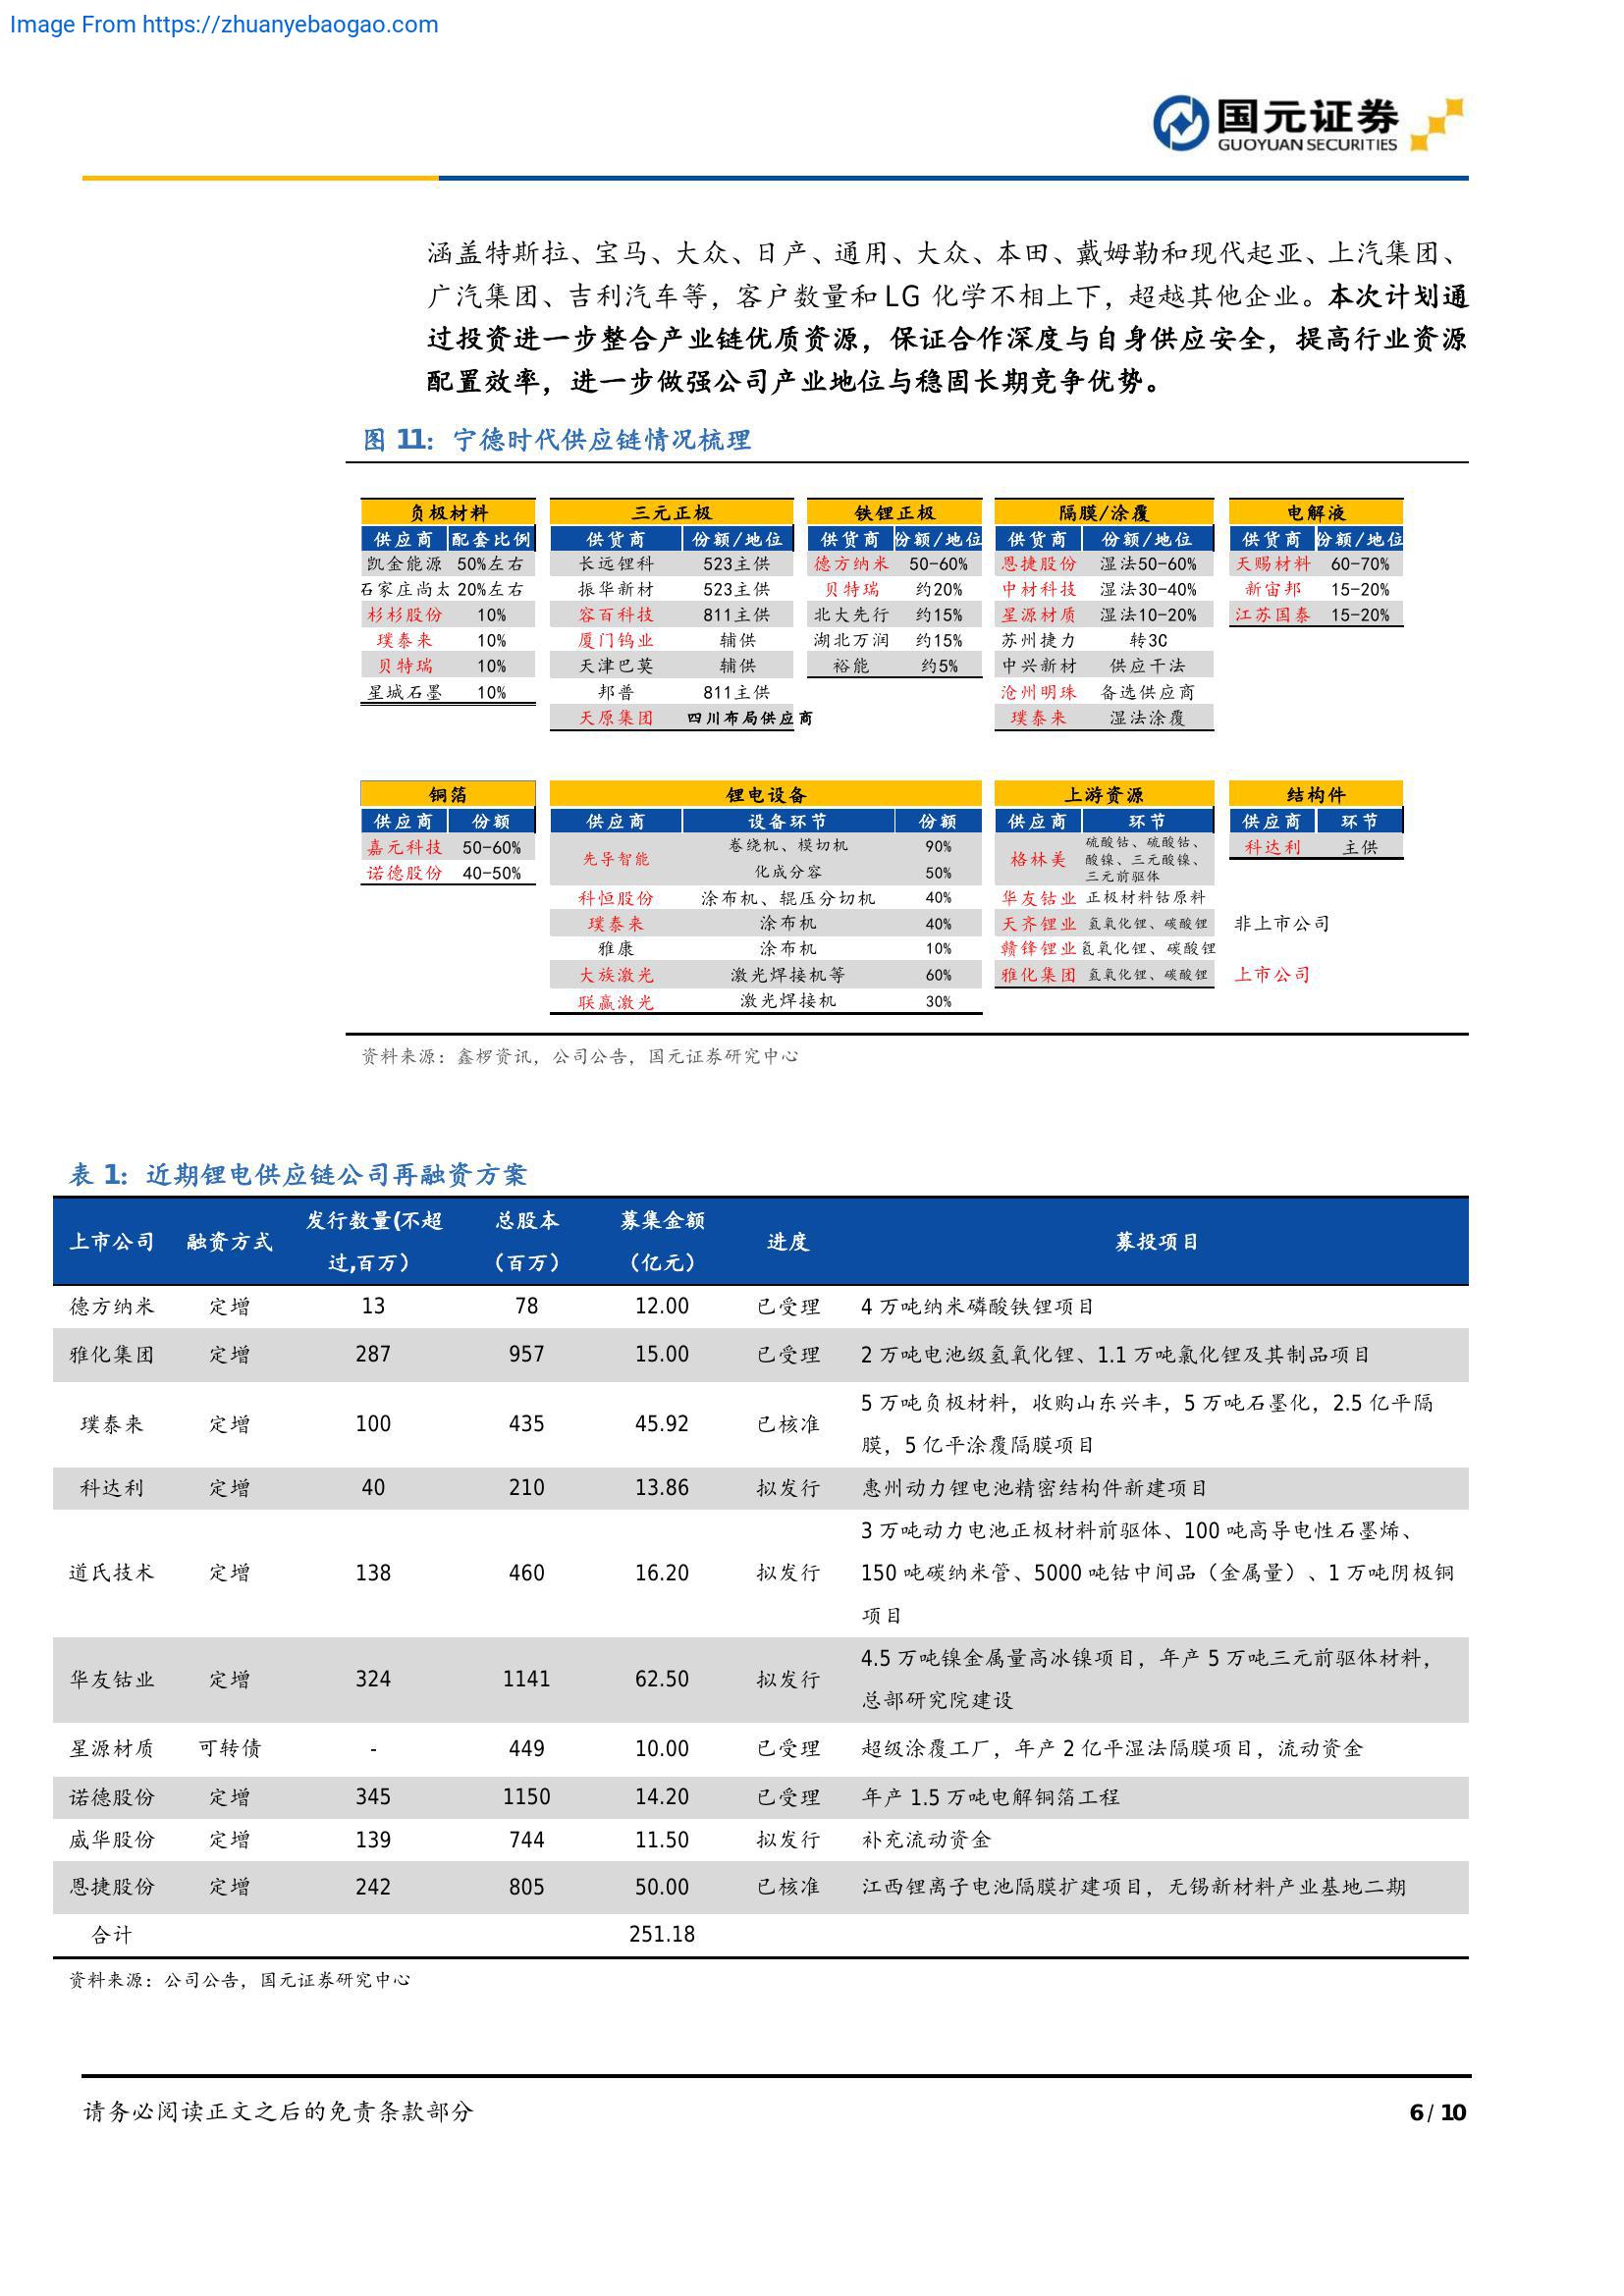 Image From https://zhuanyebaogao.com
国元证券
GUOYUAN SECURITIES
涵盖特斯拉、宝马、大众、日产、通用、大众、本田、戴姆勒和现代起亚、上汽集团、
广汽集团、吉利汽车等，客户数量和 LG 化学不相上下，超越其他企业。本次计划通
过投资进一步整合产业链优质资源，保证合作深度与自身供应安全，提高行业资源
配置效率，进一步做强公司产业地位与稳固长期竞争优势。
图 11：宁德时代供应链情况梳理
负极材料
供应商 配套比例
凯金能源 50%左右
石家庄尚太 20%左右
杉杉股份 10%
璞泰来 10%
贝特瑞 10%
星城石墨 10%
三元正极
供货商 份额/地位
长远锂科 523主供
振华新材 523主供
容百科技 811主供
厦门钨业 辅供
天津巴莫 辅供
邦普 811主供
天原集团 四川布局供应商
铁锂正极
供货商 份额/地位
德方纳米 50-60%
贝特瑞 约20%
北大先行 约15%
湖北万润 约15%
裕能 约5%
隔膜/涂覆
供货商 份额/地位
恩捷股份 湿法50-60%
中材科技 湿法30-40%
星源材质 湿法10-20%
苏州捷力 转3C
中兴新材 供应干法
沧州明珠 备选供应商
璞泰来 湿法涂覆
电解液
供货商 份额/地位
天赐材料 60-70%
新宙邦 15-20%
江苏国泰 15-20%
铜箔
供应商 份额
嘉元科技 50-60%
诺德股份 40-50%
锂电设备
供应商 设备环节 份额
先导智能 卷绕机、模切机 90%
化成分容 50%
科恒股份 涂布机、辊压分切机 40%
璞泰来 涂布机 40%
雅康 涂布机 10%
大族激光 激光焊接机等 60%
联赢激光 激光焊接机 30%
上游资源
供应商 环节
格林美 硫酸钴、硫酸钴、
酸镍、三元酸镍、
三元前驱体
华友钴业 正极材料钴原料
天齐锂业 氢氧化锂、碳酸锂
赣锋锂业 氢氧化锂、碳酸锂
雅化集团 氢氧化锂、碳酸锂
结构件
供应商 环节
科达利 主供
非上市公司
上市公司
资料来源：鑫椤资讯，公司公告，国元证券研究中心
表 1：近期锂电供应链公司再融资方案
上市公司 融资方式 发行数量(不超过,百万） 总股本（百万） 募集金额（亿元） 进度 募投项目
德方纳米 定增 13 78 12.00 已受理 4 万吨纳米磷酸铁锂项目
雅化集团 定增 287 957 15.00 已受理 2 万吨电池级氢氧化锂、1.1 万吨氯化锂及其制品项目
璞泰来 定增 100 435 45.92 已核准 5 万吨负极材料，收购山东兴丰，5 万吨石墨化，2.5 亿平隔
膜，5 亿平涂覆隔膜项目
科达利 定增 40 210 13.86 拟发行 惠州动力锂电池精密结构件新建项目
道氏技术 定增 138 460 16.20 拟发行 3 万吨动力电池正极材料前驱体、100 吨高导电性石墨烯、
150 吨碳纳米管、5000 吨钴中间品（金属量）、1 万吨阴极铜
项目
华友钴业 定增 324 1141 62.50 拟发行 4.5 万吨镍金属量高冰镍项目，年产 5 万吨三元前驱体材料，
总部研究院建设
星源材质 可转债 - 449 10.00 已受理 超级涂覆工厂，年产 2 亿平湿法隔膜项目，流动资金
诺德股份 定增 345 1150 14.20 已受理 年产 1.5 万吨电解铜箔工程
威华股份 定增 139 744 11.50 拟发行 补充流动资金
恩捷股份 定增 242 805 50.00 已核准 江西锂离子电池隔膜扩建项目，无锡新材料产业基地二期
合计 251.18
资料来源：公司公告，国元证券研究中心
请务必阅读正文之后的免责条款部分
6 / 10